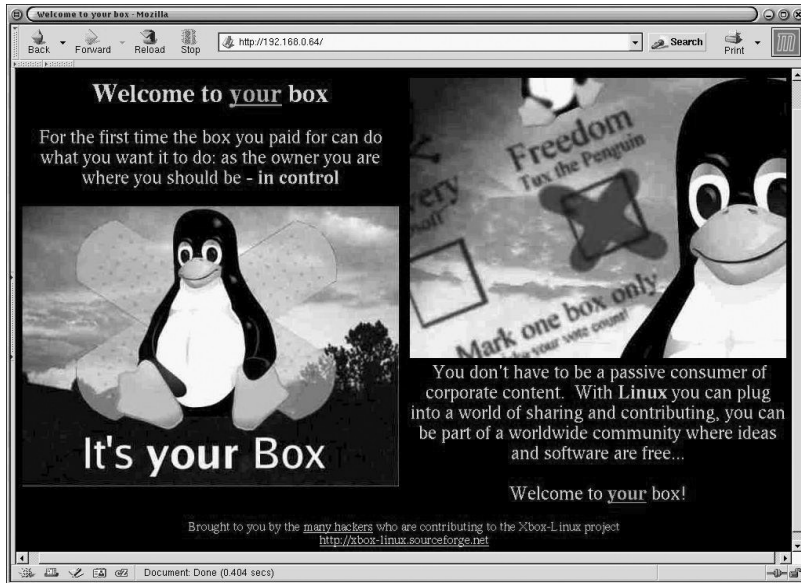 Welcome to your box - Mozilla
Back
Forward
Reload
Stop
http://192.168.0.64/
Search
Print
Welcome to your box
For the first time the box you paid for can do
what you want it to do: as the owner you are
where you should be - in control
It's your Box
Freedom
Tux the Penguin
very
soft
Mark one box only
your vote count!
You don't have to be a passive consumer of
corporate content. With Linux you can plug
into a world of sharing and contributing, you can
be part of a worldwide community where ideas
and software are free...
Welcome to your box!
Brought to you by the many hackers who are contributing to the Xbox-Linux project
http://xbox-linux.sourceforge.net
Document: Done (0.404 secs)